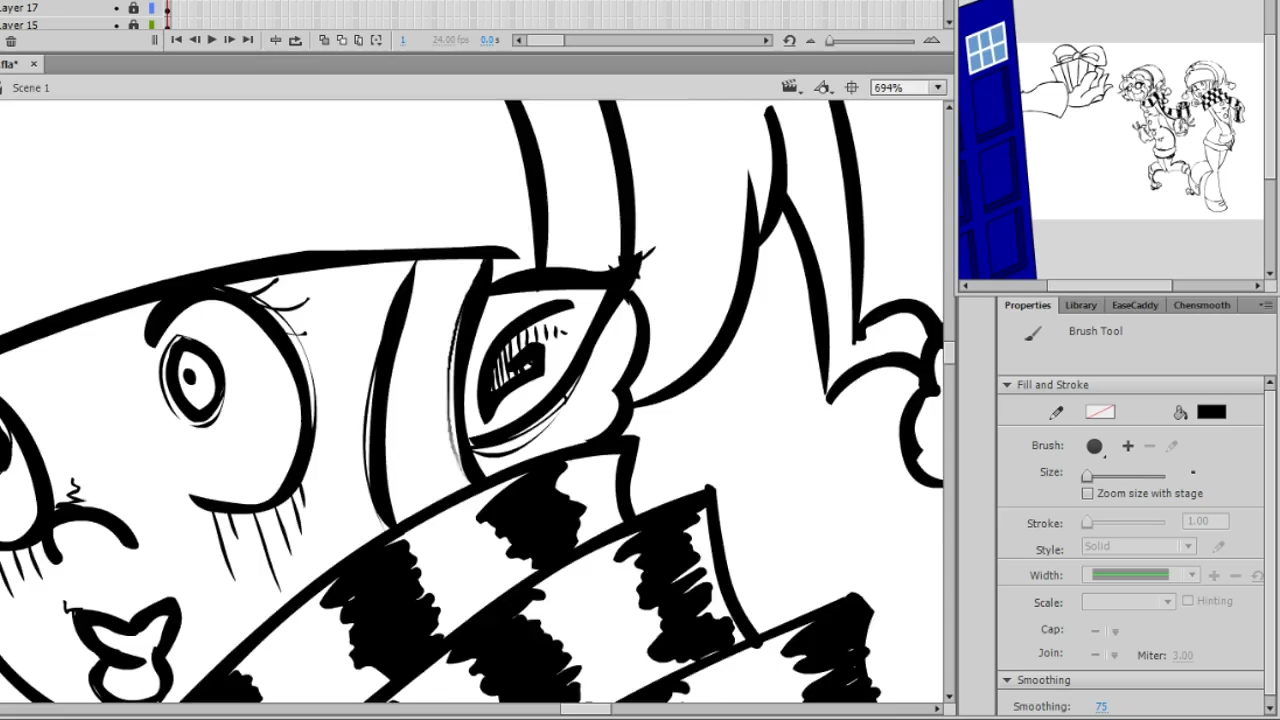 ayer 17
ayer 15
1 24.00 fps 0.0 s
fla*
Scene 1
694%
Properties
Library
EaseCaddy
Chensmooth
Brush Tool
Fill and Stroke
Brush:
Size:
Zoom size with stage
Stroke: 1.00
Style: Solid
Width:
Scale: Hinting
Cap:
Join: Miter: 3.00
Smoothing
Smoothing: 75